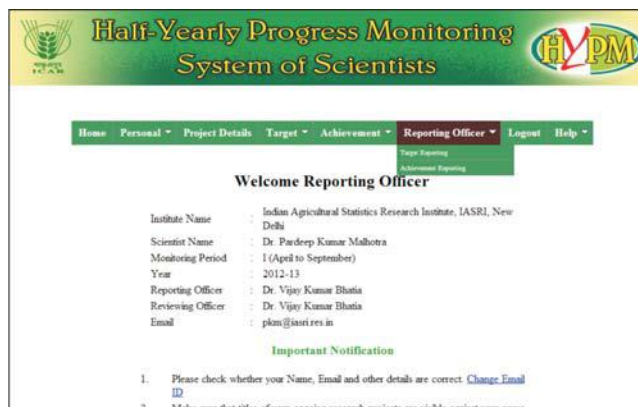 Half-Yearly Progress Monitoring
System of Scientists
HYPM
ICAR
Home Personal Project Details Target Achievement Reporting Officer Logout Help
Target Reporting
Achievement Reporting
Welcome Reporting Officer
Institute Name : Indian Agricultural Statistics Research Institute, IASRI, New
Delhi
Scientist Name : Dr. Pardeep Kumar Malhotra
Monitoring Period : I (April to September)
Year : 2012-13
Reporting Officer : Dr. Vijay Kumar Bhatia
Reviewing Officer : Dr. Vijay Kumar Bhatia
Email : pkm@iasri.res.in
Important Notification
1. Please check whether your Name, Email and other details are correct. Change Email
ID